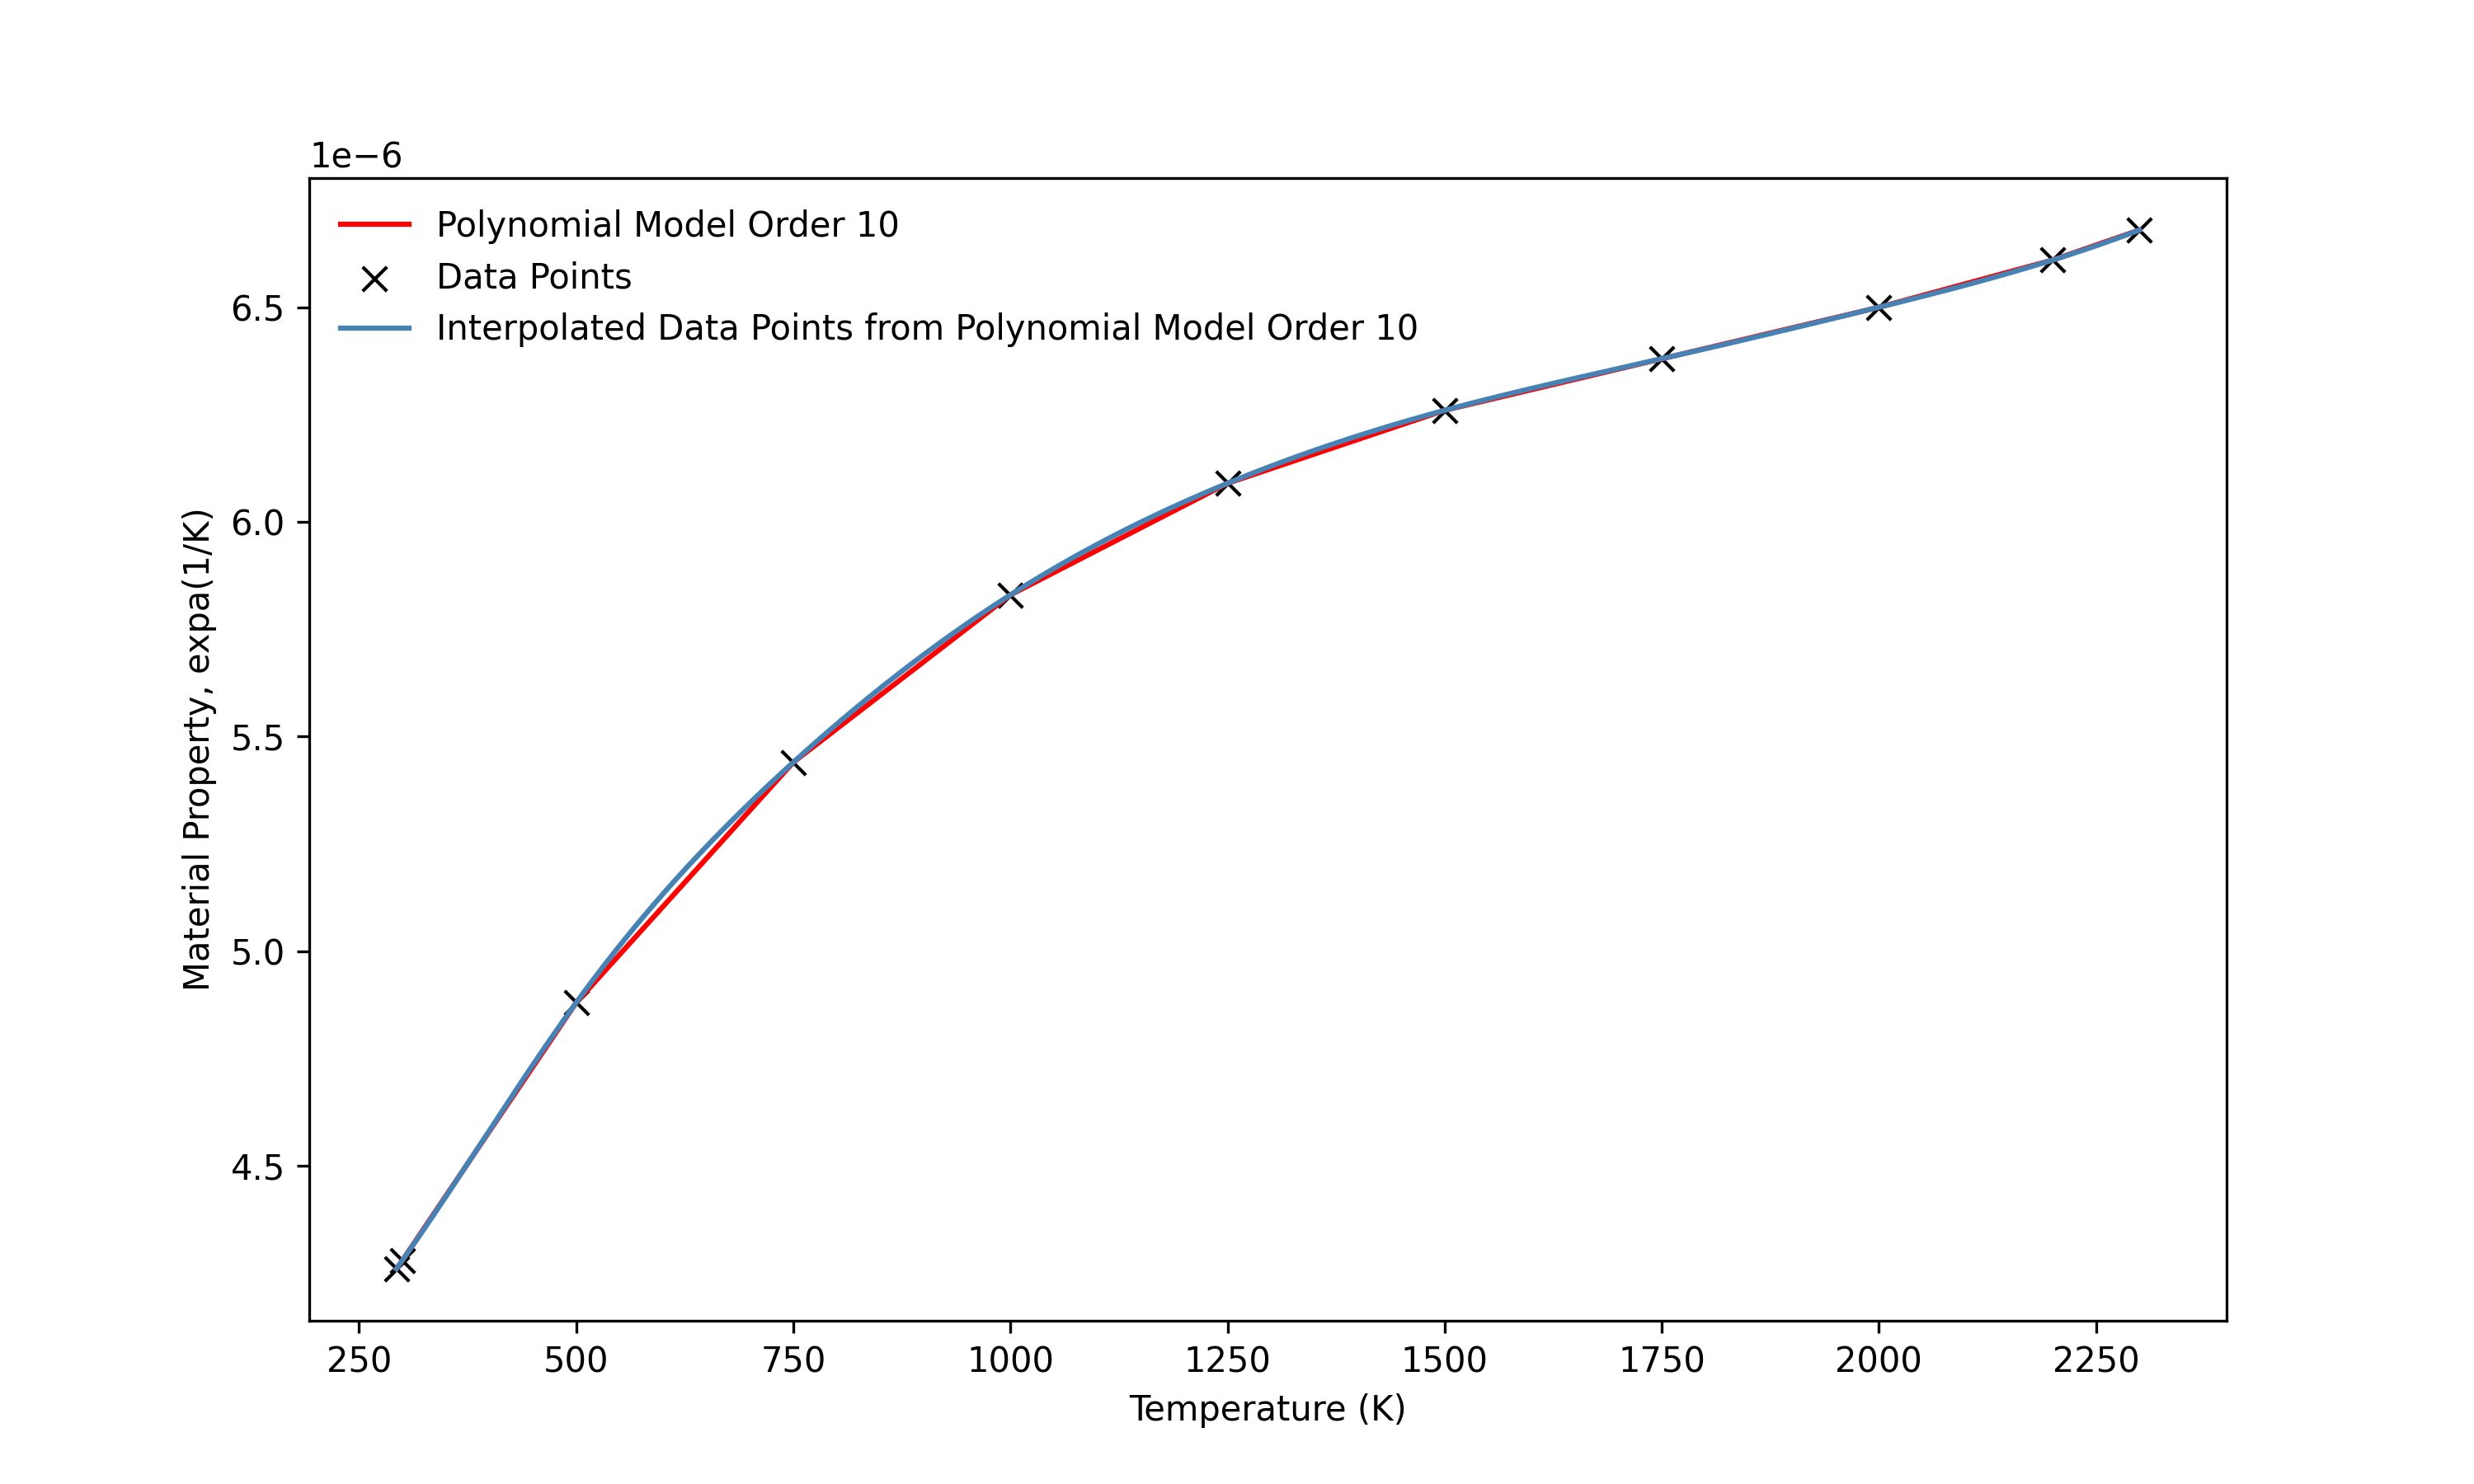 1e−6
Polynomial Model Order 10
Data Points
Interpolated Data Points from Polynomial Model Order 10
Material Property, expa(1/K)
6.5
6.0
5.5
5.0
4.5
250 500 750 1000 1250 1500 1750 2000 2250
Temperature (K)